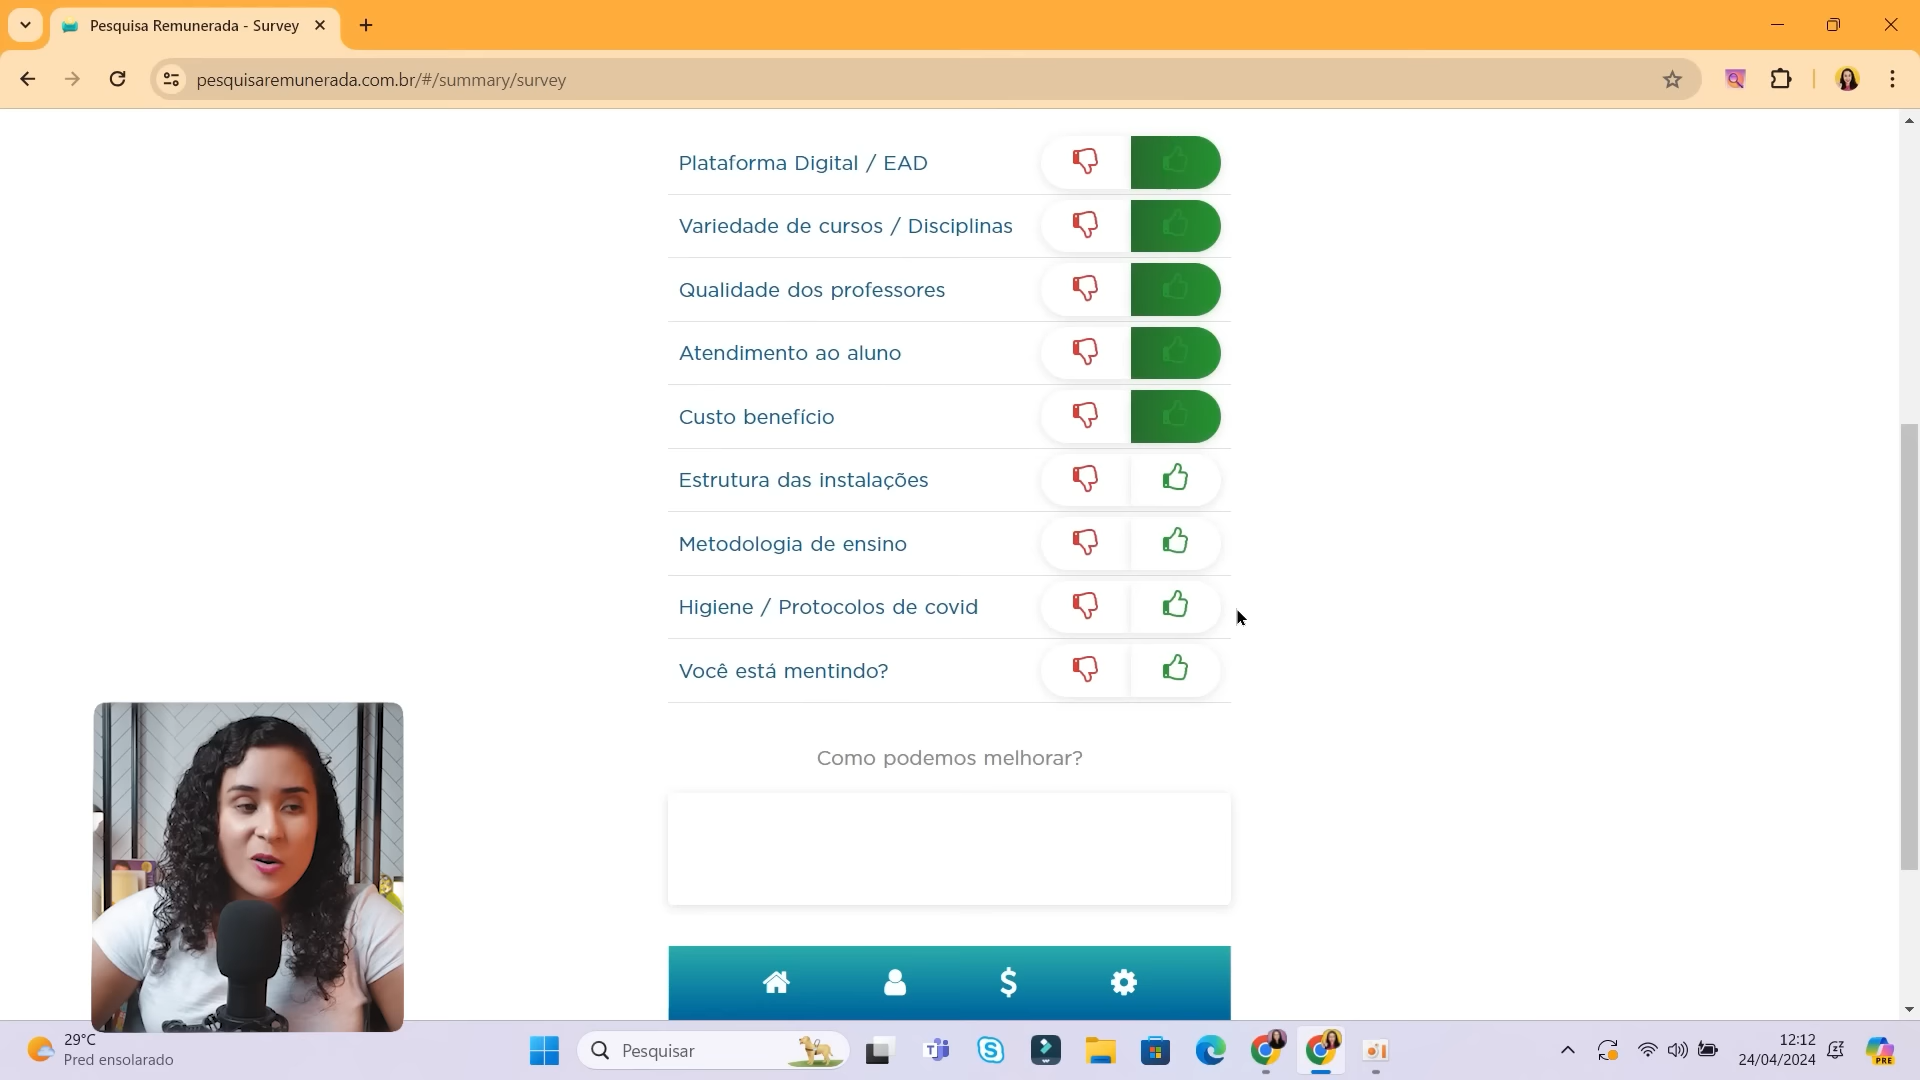 Pesquisa Remunerada - Survey
pesquisaremunerada.com.br/#/summary/survey
Plataforma Digital / EAD
Variedade de cursos / Disciplinas
Qualidade dos professores
Atendimento ao aluno
Custo benefício
Estrutura das instalações
Metodologia de ensino
Higiene / Protocolos de covid
Você está mentindo?
Como podemos melhorar?
29°C
Pred ensolarado
Pesquisar
12:12
24/04/2024
PRE